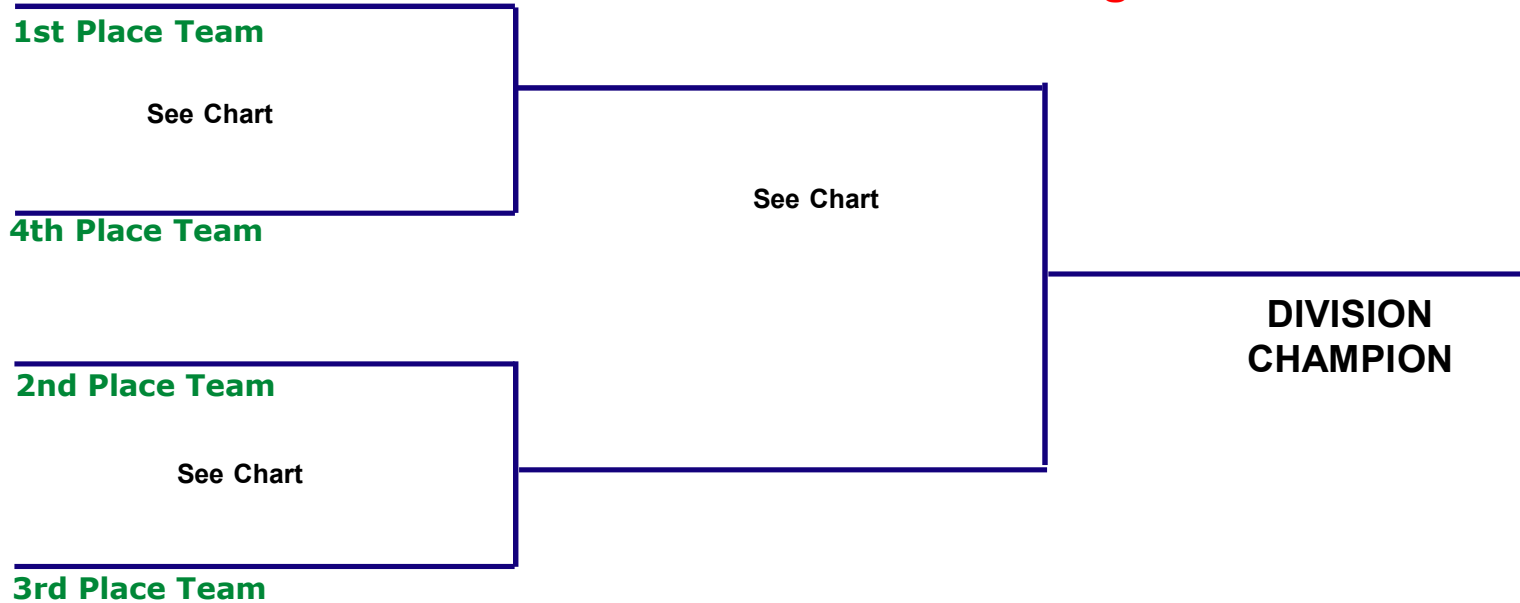 1st Place Team
See Chart
4th Place Team
See Chart
2nd Place Team
See Chart
3rd Place Team
DIVISION
CHAMPION